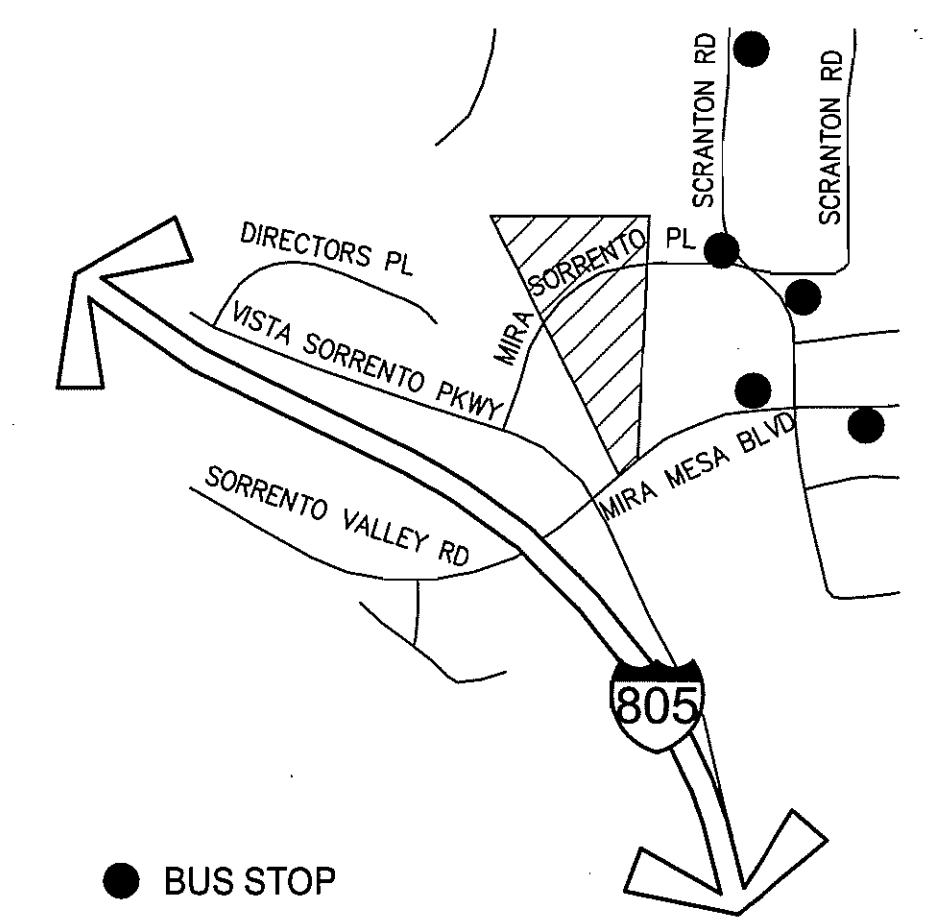 SCRANTON RD
SCRANTON RD
DIRECTORS PL
MIRA SORRENTO PL
VISTA SORRENTO PKWY
SORRENTO VALLEY RD
MIRA MESA BLVD
805
BUS STOP